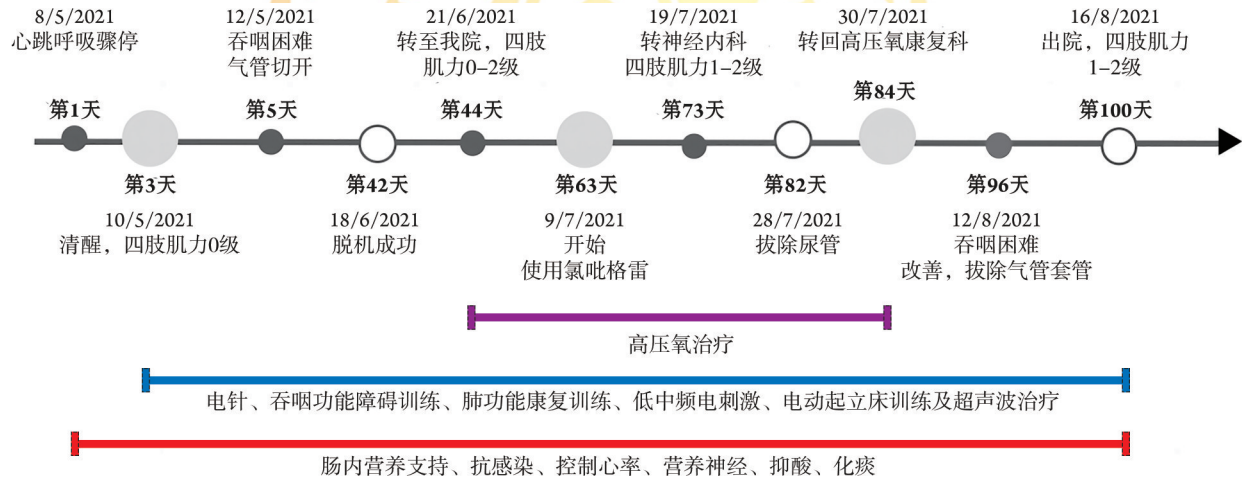 8/5/2021
心跳呼吸骤停
12/5/2021
吞咽困难
气管切开
21/6/2021
转至我院，四肢
肌力0-2级
19/7/2021
转神经内科
四肢肌力1-2级
30/7/2021
转回高压氧康复科
16/8/2021
出院，四肢肌力
1-2级
第1天
第5天
第44天
第73天
第84天
第100天
第3天
第42天
第63天
第82天
第96天
10/5/2021
清醒，四肢肌力0级
18/6/2021
脱机成功
9/7/2021
开始
使用氯吡格雷
28/7/2021
拔除尿管
12/8/2021
吞咽困难
改善，拔除气管套管
高压氧治疗
电针、吞咽功能障碍训练、肺功能康复训练、低中频电刺激、电动起立床训练及超声波治疗
肠内营养支持、抗感染、控制心率、营养神经、抑酸、化痰